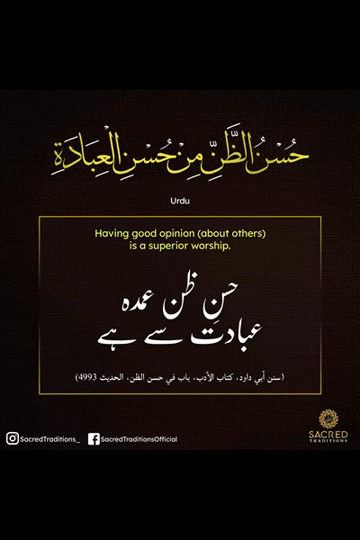 حُسْنُ الظَّنِّ مِنْ حُسْنِ الْعِبَادَةِ
Urdu
Having good opinion (about others)
is a superior worship.
حسنِ ظن عمدہ
عبادت سے ہے
(سنن أبي داود، كتاب الأدب، باب في حسن الظن، الحديث 4993)
SACRED
TRADITIONS
SacredTraditions_
SacredTraditionsOfficial